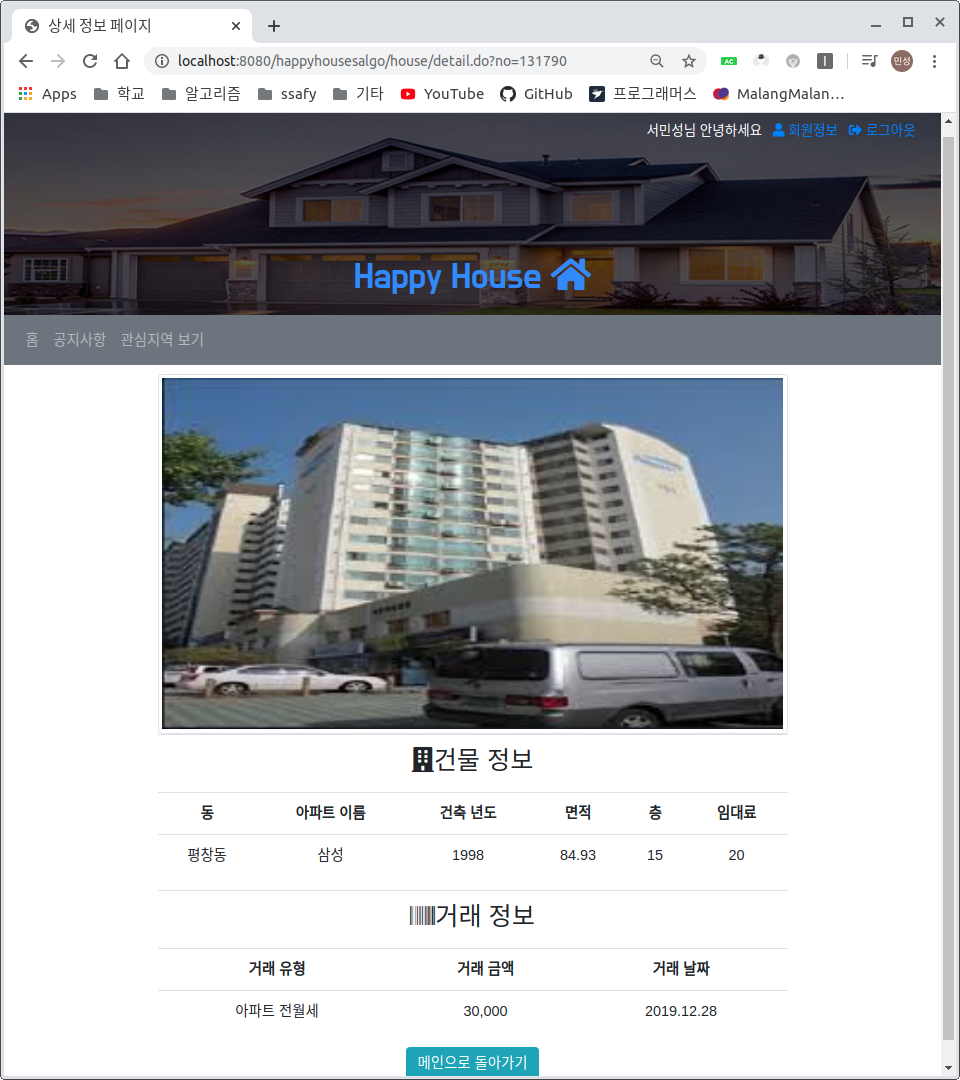 상세 정보 페이지
localhost:8080/happyhousesalgo/house/detail.do?no=131790
AC
민성
Apps 학교 알고리즘 ssafy 기타 YouTube GitHub 프로그래머스 MalangMalan...
서민성님 안녕하세요 회원정보 로그아웃
Happy House
홈 공지사항 관심지역 보기
건물 정보
동 아파트 이름 건축 년도 면적 층 임대료
평창동 삼성 1998 84.93 15 20
거래 정보
거래 유형 거래 금액 거래 날짜
아파트 전월세 30,000 2019.12.28
메인으로 돌아가기